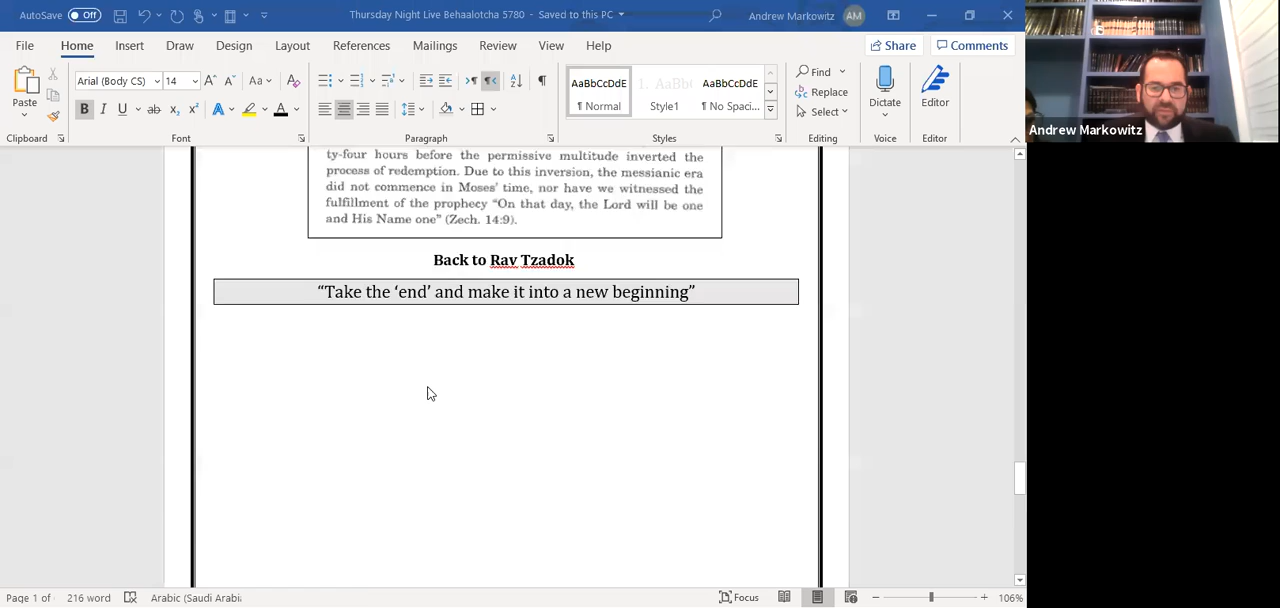 AutoSave Off
Thursday Night Live Behaalotcha 5780 - Saved to this PC
Andrew Markowitz AM
File Home Insert Draw Design Layout References Mailings Review View Help Share Comments
Paste
Arial (Body CS) 14 A A Aa A
B I U ab x₂ x² A A
AaBbCcDdE AaBbCcDdE
¶ Normal Style1 ¶ No Spaci...
Find
Replace
Select
Dictate
Editor
Clipboard Font Paragraph Styles Editing Voice Editor
Andrew Markowitz
ty-four hours before the permissive multitude inverted the
process of redemption. Due to this inversion, the messianic era
did not commence in Moses' time, nor have we witnessed the
fulfillment of the prophecy “On that day, the Lord will be one
and His Name one” (Zech. 14:9).
Back to Rav Tzadok
“Take the ‘end’ and make it into a new beginning”
Page 1 of 216 word Arabic (Saudi Arabi Focus 106%